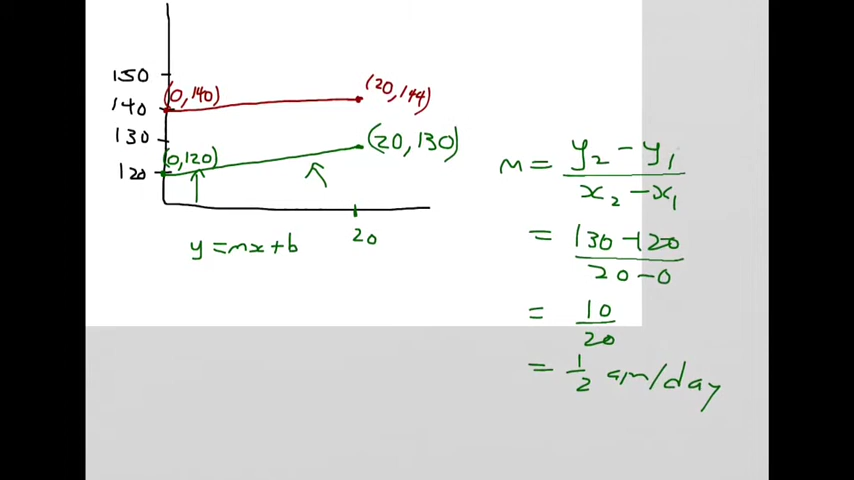 150
(0,140)
(20,144)
140
130
(20,130)
(0,120)
120
20
y = mx + b
m = y₂ - y₁ / x₂ - x₁
= 130 - 120 / 20 - 0
= 10 / 20
= 1/2 cm/day